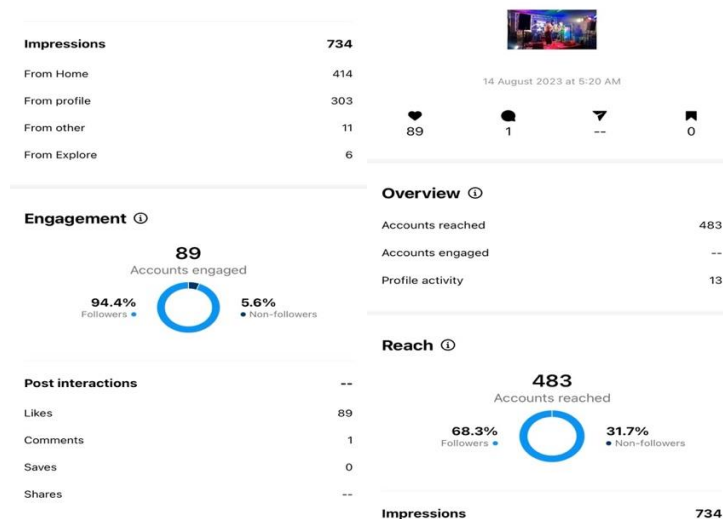 Impressions 734
From Home 414
From profile 303
From other 11
From Explore 6
Engagement
89
Accounts engaged
94.4% 5.6%
Followers Non-followers
Post interactions --
Likes 89
Comments 1
Saves 0
Shares --
14 August 2023 at 5:20 AM
89 1 -- 0
Overview
Accounts reached 483
Accounts engaged --
Profile activity 13
Reach
483
Accounts reached
68.3% 31.7%
Followers Non-followers
Impressions 734